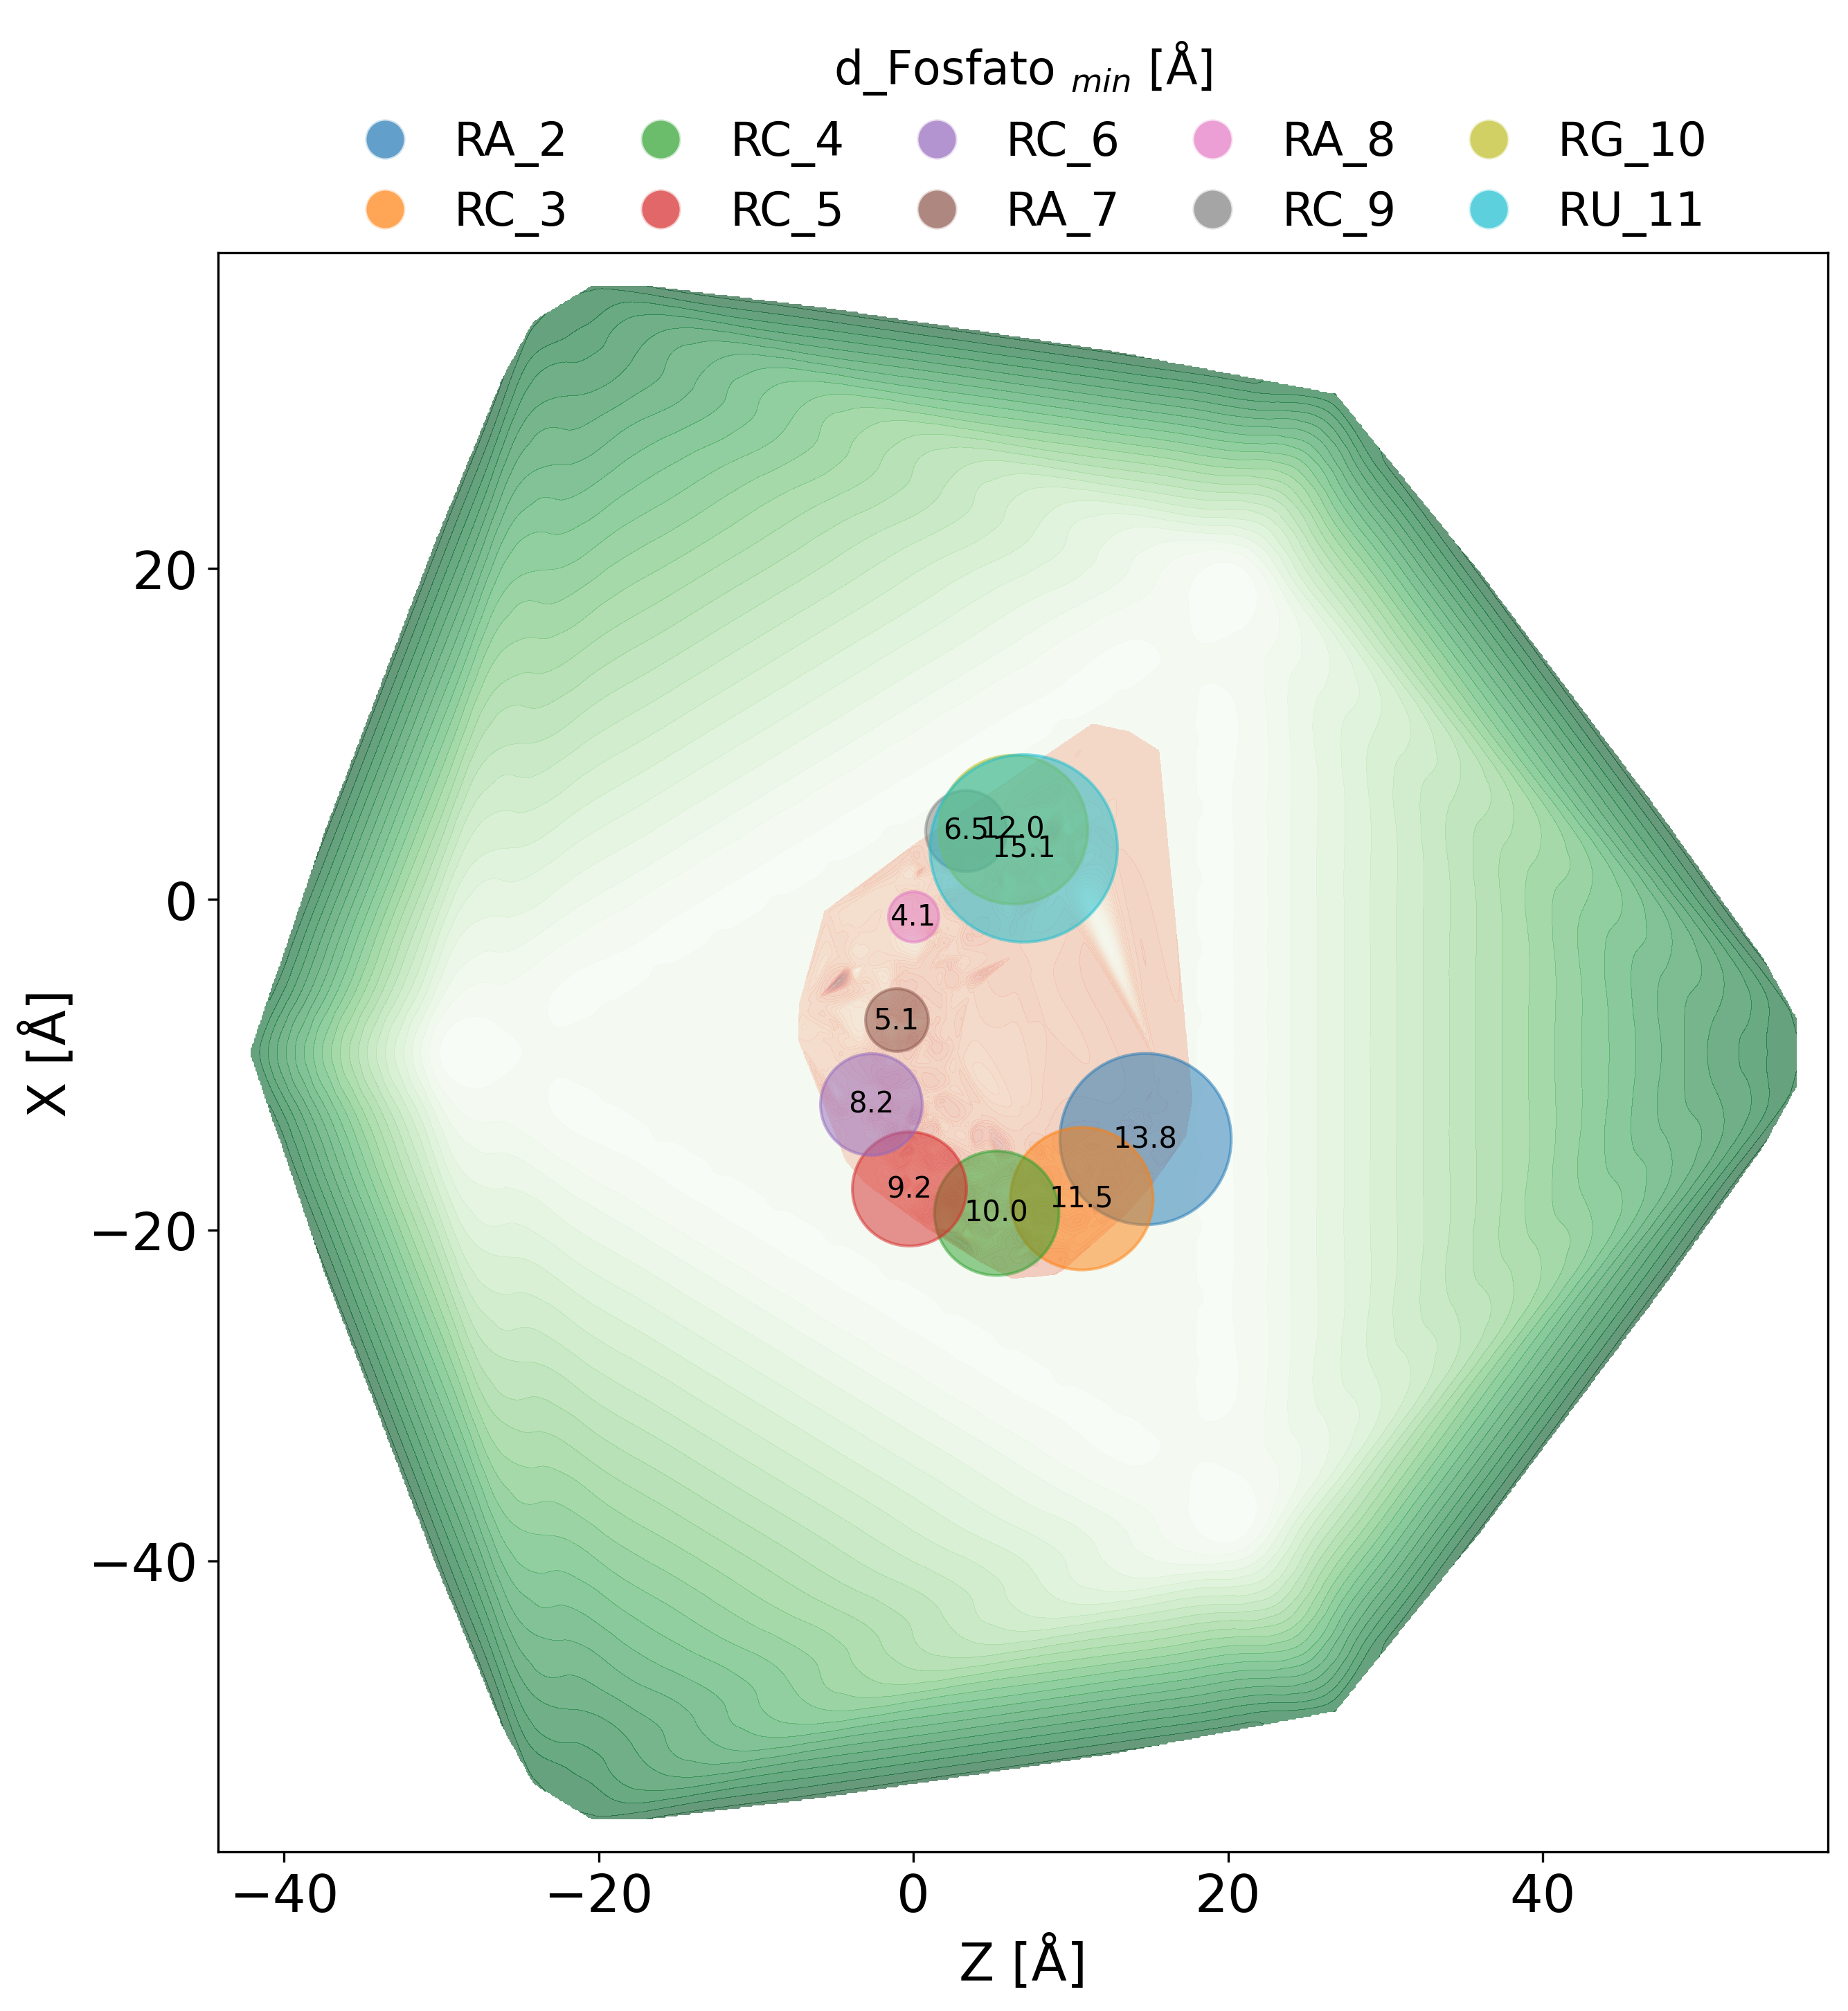 d_Fosfato min [Å]
RA_2 RC_4 RC_6 RA_8 RG_10
RC_3 RC_5 RA_7 RC_9 RU_11
20
0
−20
−40
X [Å]
6.5
12.0
15.1
4.1
5.1
8.2
13.8
9.2
11.5
10.0
−40 −20 0 20 40
Z [Å]